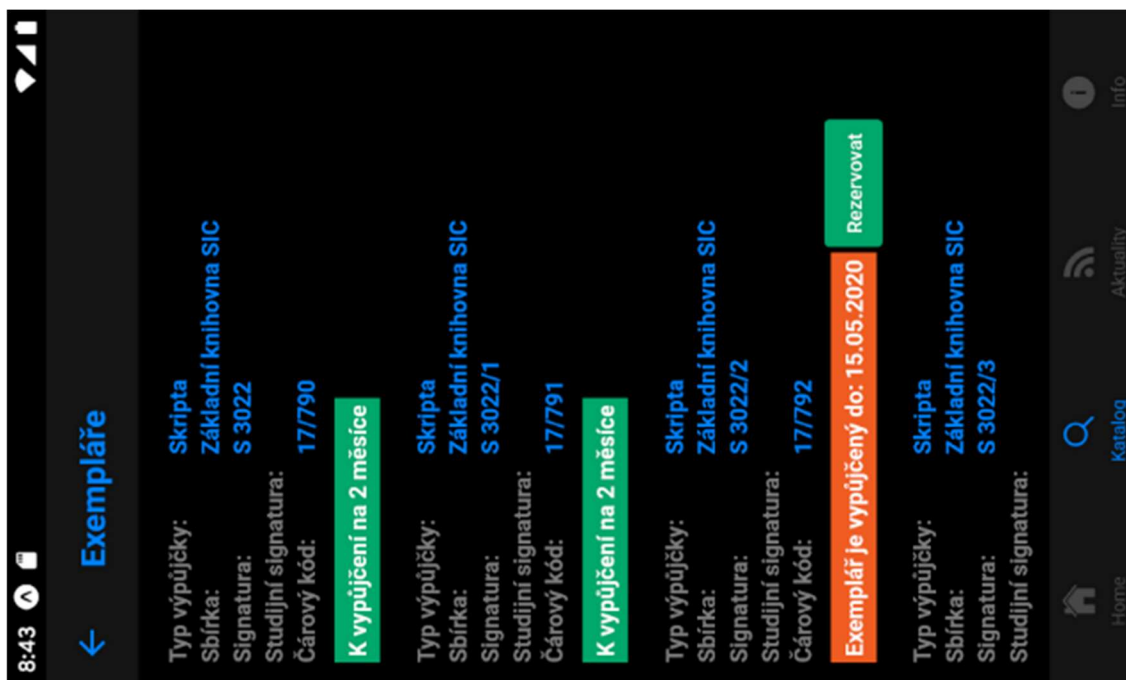 8:43
Exempláře
Typ výpůjčky: Skripta
Sbírka: Základní knihovna SIC
Signatura: S 3022
Studijní signatura:
Čárový kód: 17/790
K vypůjčení na 2 měsíce
Typ výpůjčky: Skripta
Sbírka: Základní knihovna SIC
Signatura: S 3022/1
Studijní signatura:
Čárový kód: 17/791
K vypůjčení na 2 měsíce
Typ výpůjčky: Skripta
Sbírka: Základní knihovna SIC
Signatura: S 3022/2
Studijní signatura:
Čárový kód: 17/792
Exemplář je vypůjčený do: 15.05.2020 Rezervovat
Typ výpůjčky: Skripta
Sbírka: Základní knihovna SIC
Signatura: S 3022/3
Studijní signatura:
Home Katalog Aktuality Info